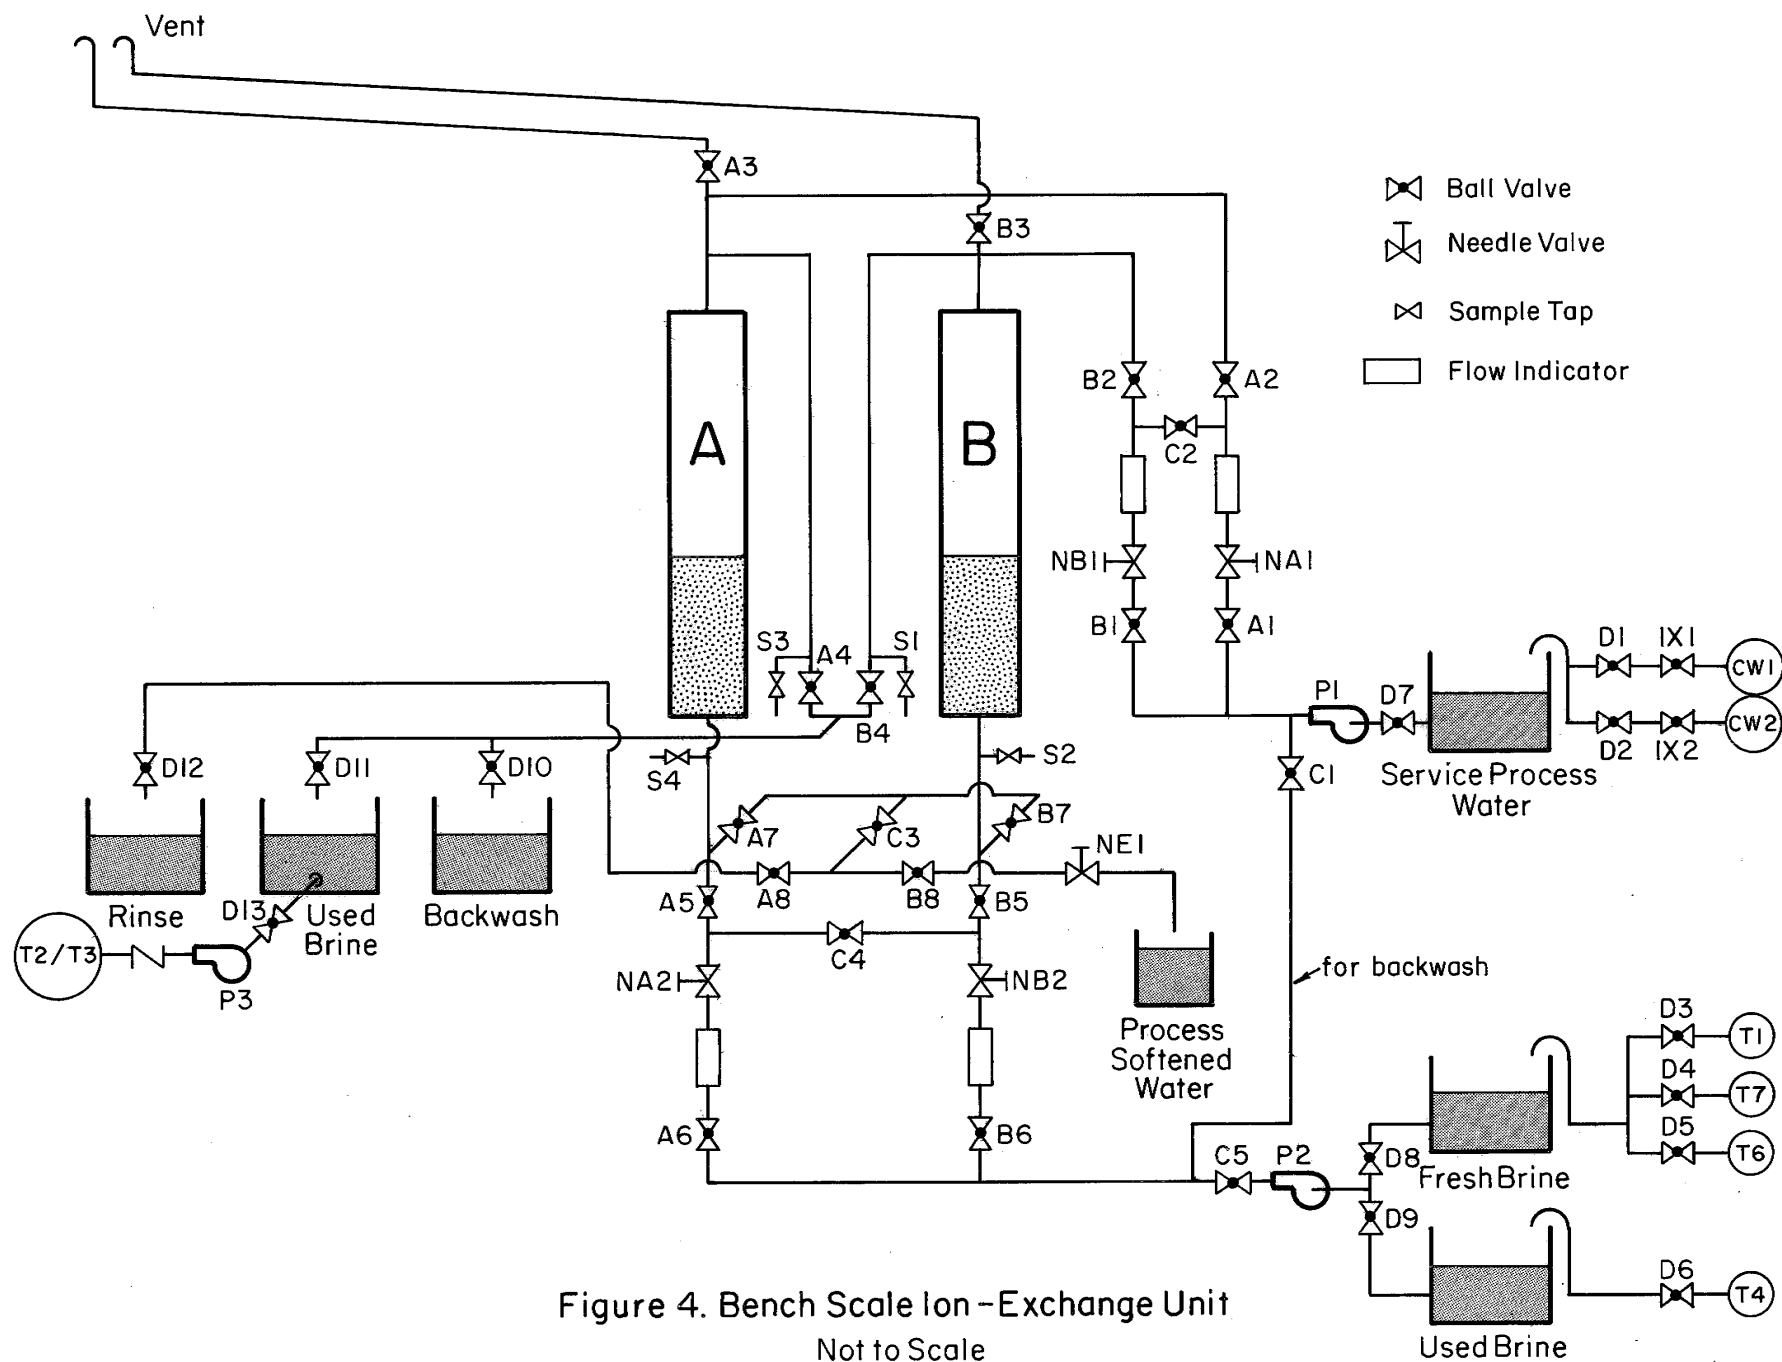 Vent
A3
B3
Ball Valve
Needle Valve
Sample Tap
Flow Indicator
A
B
B2
A2
C2
NB1
NA1
B1
A1
S3
A4
S1
B4
D1
IX1
CW1
P1
D7
D2
IX2
CW2
Service Process
Water
D12
D11
D10
S4
S2
C1
A7
C3
B7
NE1
A8
B8
A5
B5
Rinse
D13
Used
Brine
Backwash
T2/T3
P3
C4
NA2
NB2
for backwash
Process
Softened
Water
A6
B6
C5
P2
D8
D9
D3
T1
D4
T7
D5
T6
Fresh Brine
D6
T4
Used Brine
Figure 4. Bench Scale Ion-Exchange Unit
Not to Scale